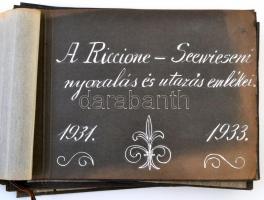 A Riccione – Seewieseni
nyaralás és utazás emlékei.
darabanth
1931. 1933.